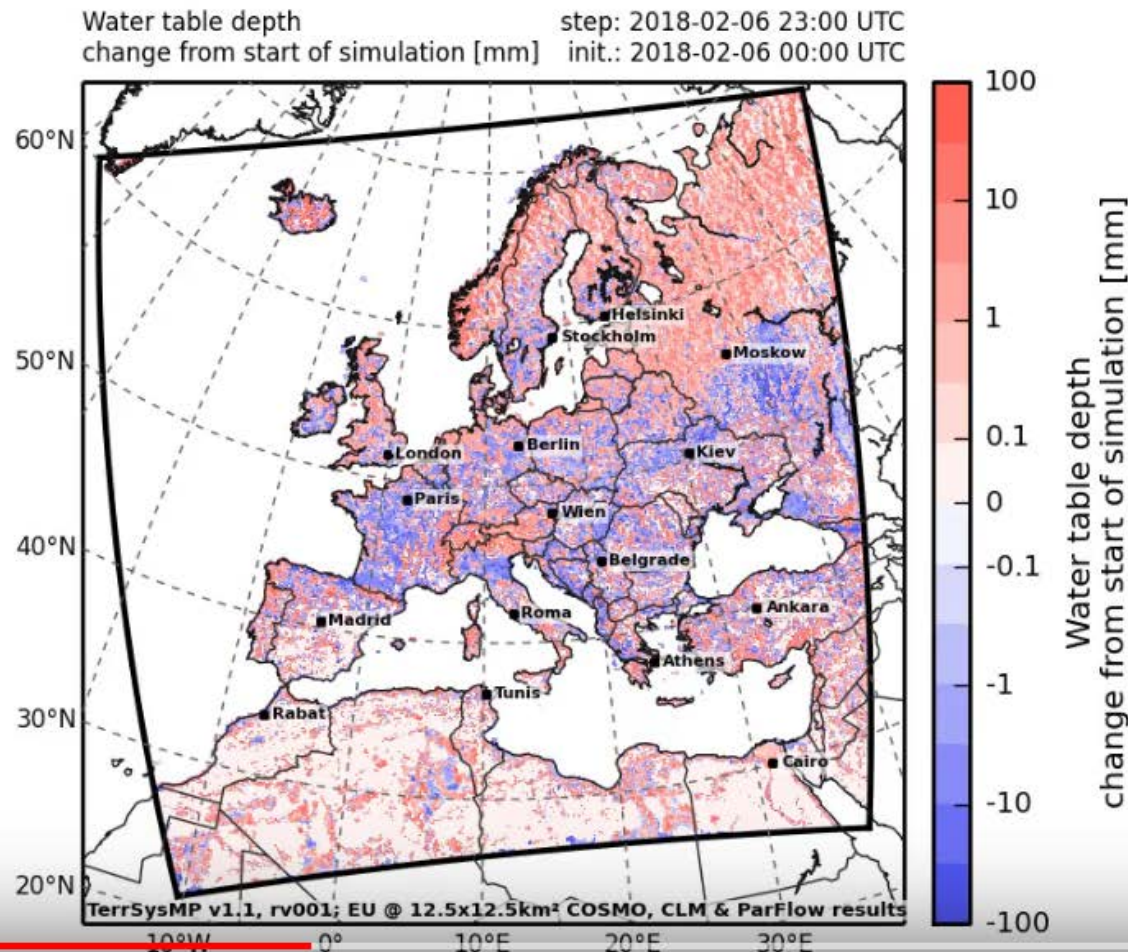 Water table depth
change from start of simulation [mm]
step: 2018-02-06 23:00 UTC
init.: 2018-02-06 00:00 UTC
60°N
50°N
40°N
30°N
20°N
Helsinki
Stockholm
Moskow
Berlin
London
Kiev
Paris
Wien
Belgrade
Ankara
Roma
Madrid
Athens
Tunis
Rabat
Cairo
TerrSysMP v1.1, rv001; EU @ 12.5x12.5km² COSMO, CLM & ParFlow results
10°W
0°
10°E
20°E
30°E
100
10
1
0.1
0
-0.1
-1
-10
-100
Water table depth
change from start of simulation [mm]